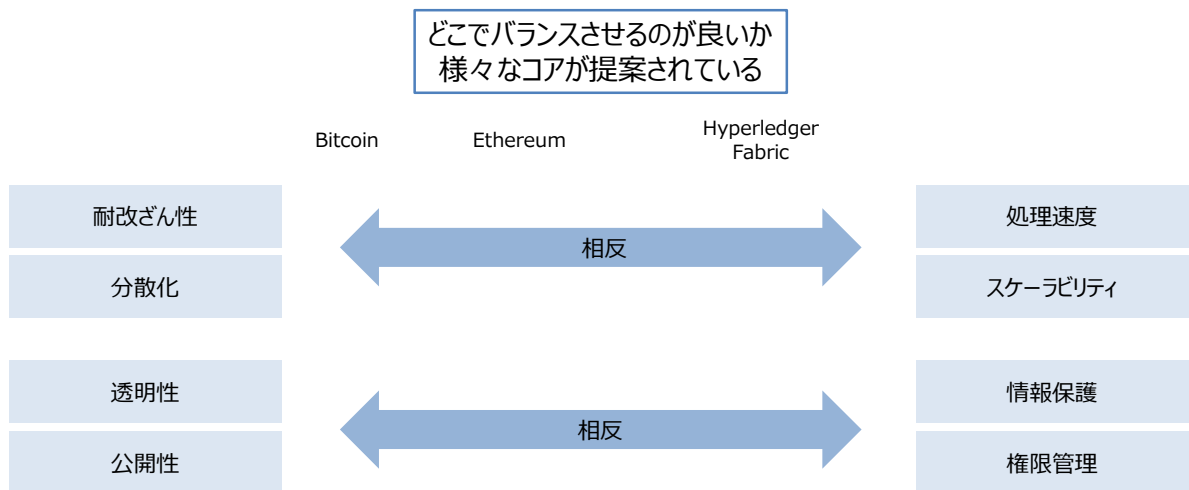 どこでバランスさせるのが良いか
様々なコアが提案されている
Bitcoin
Ethereum
Hyperledger
Fabric
耐改ざん性
相反
処理速度
分散化
スケーラビリティ
透明性
相反
情報保護
公開性
権限管理